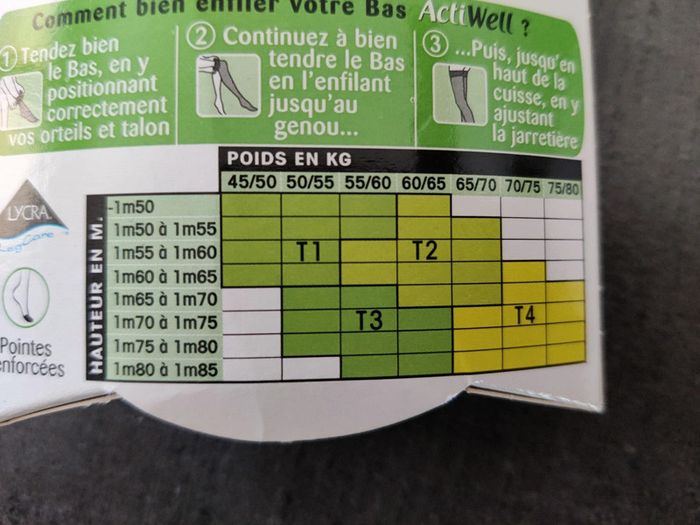 Comment bien enfiler votre Bas ActiWell ?
1 Tendez bien
le Bas, en y
positionnant
correctement
vos orteils et talon
2 Continuez à bien
tendre le Bas
en l'enfilant
jusqu'au
genou...
3 ...Puis, jusqu'en
haut de la
cuisse, en y
ajustant
la jarretière
POIDS EN KG
45/50 50/55 55/60 60/65 65/70 70/75 75/80
HAUTEUR EN M.
-1m50
1m50 à 1m55
1m55 à 1m60
1m60 à 1m65
1m65 à 1m70
1m70 à 1m75
1m75 à 1m80
1m80 à 1m85
T1
T2
T3
T4
LYCRA
LegCare
Pointes
enforcées